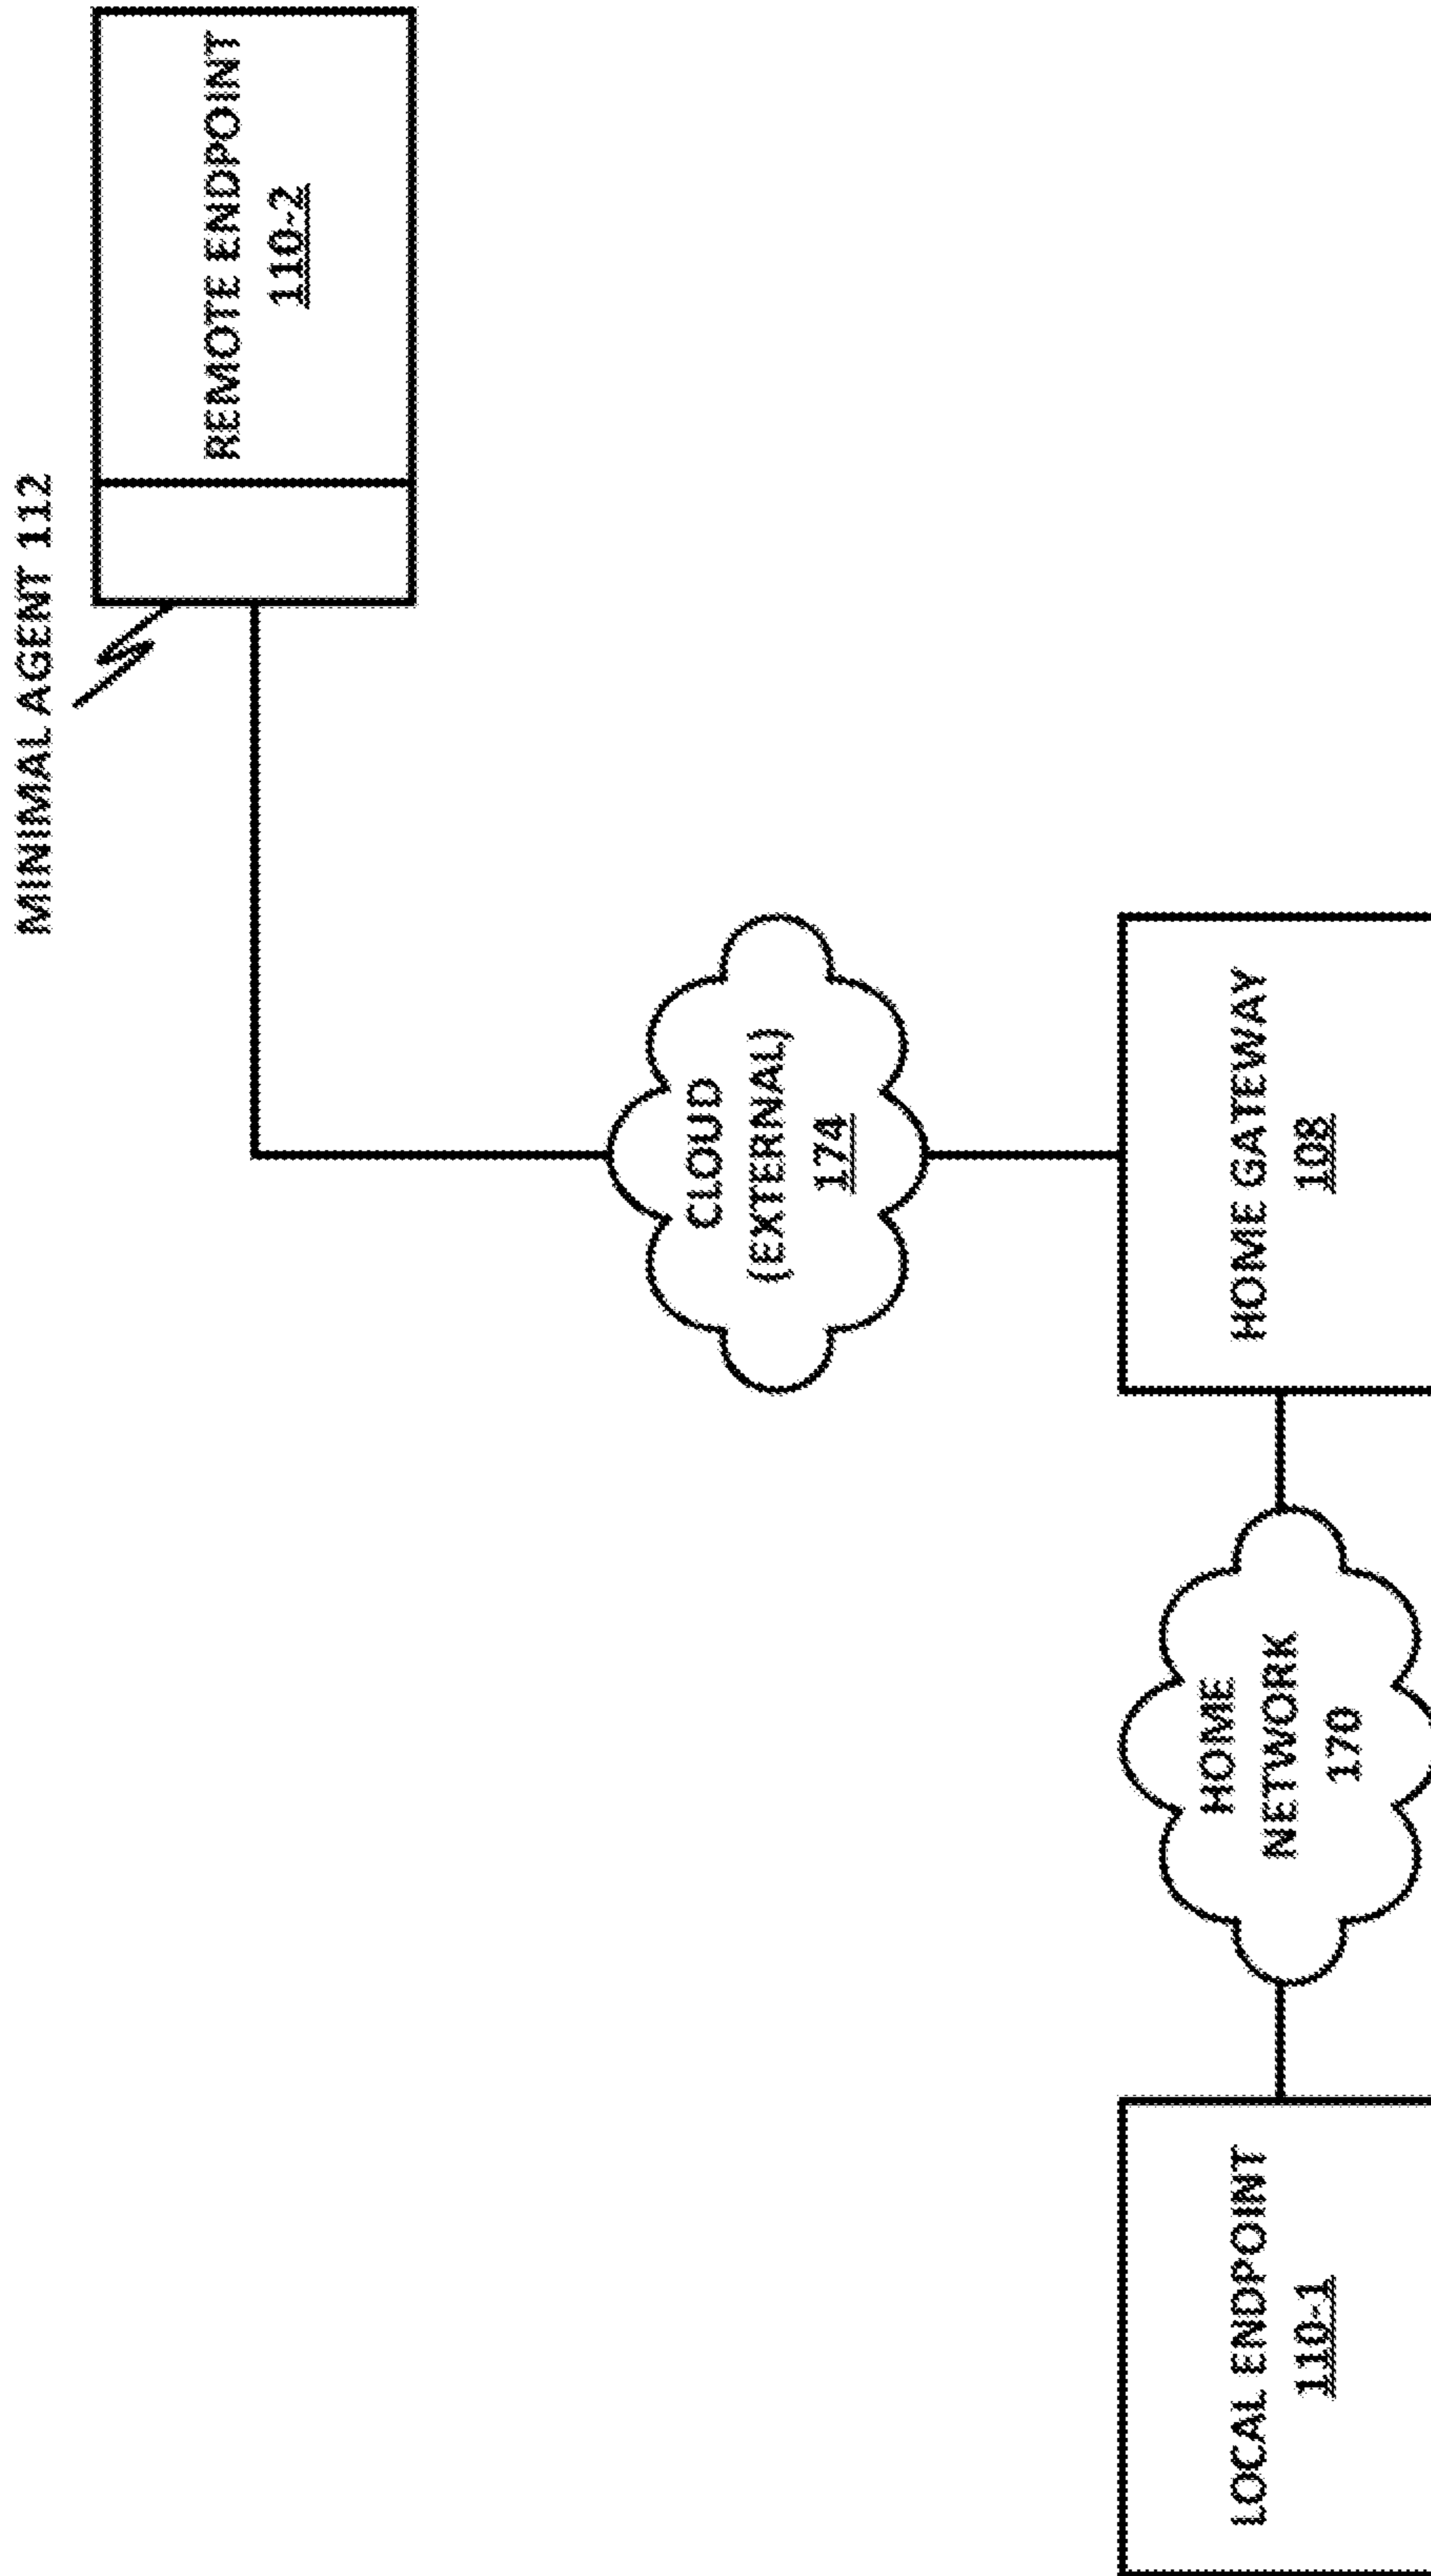 MINIMAL AGENT 112
REMOTE ENDPOINT
110-2
CLOUD
(EXTERNAL)
174
LOCAL ENDPOINT
110-1
HOME
NETWORK
170
HOME GATEWAY
108